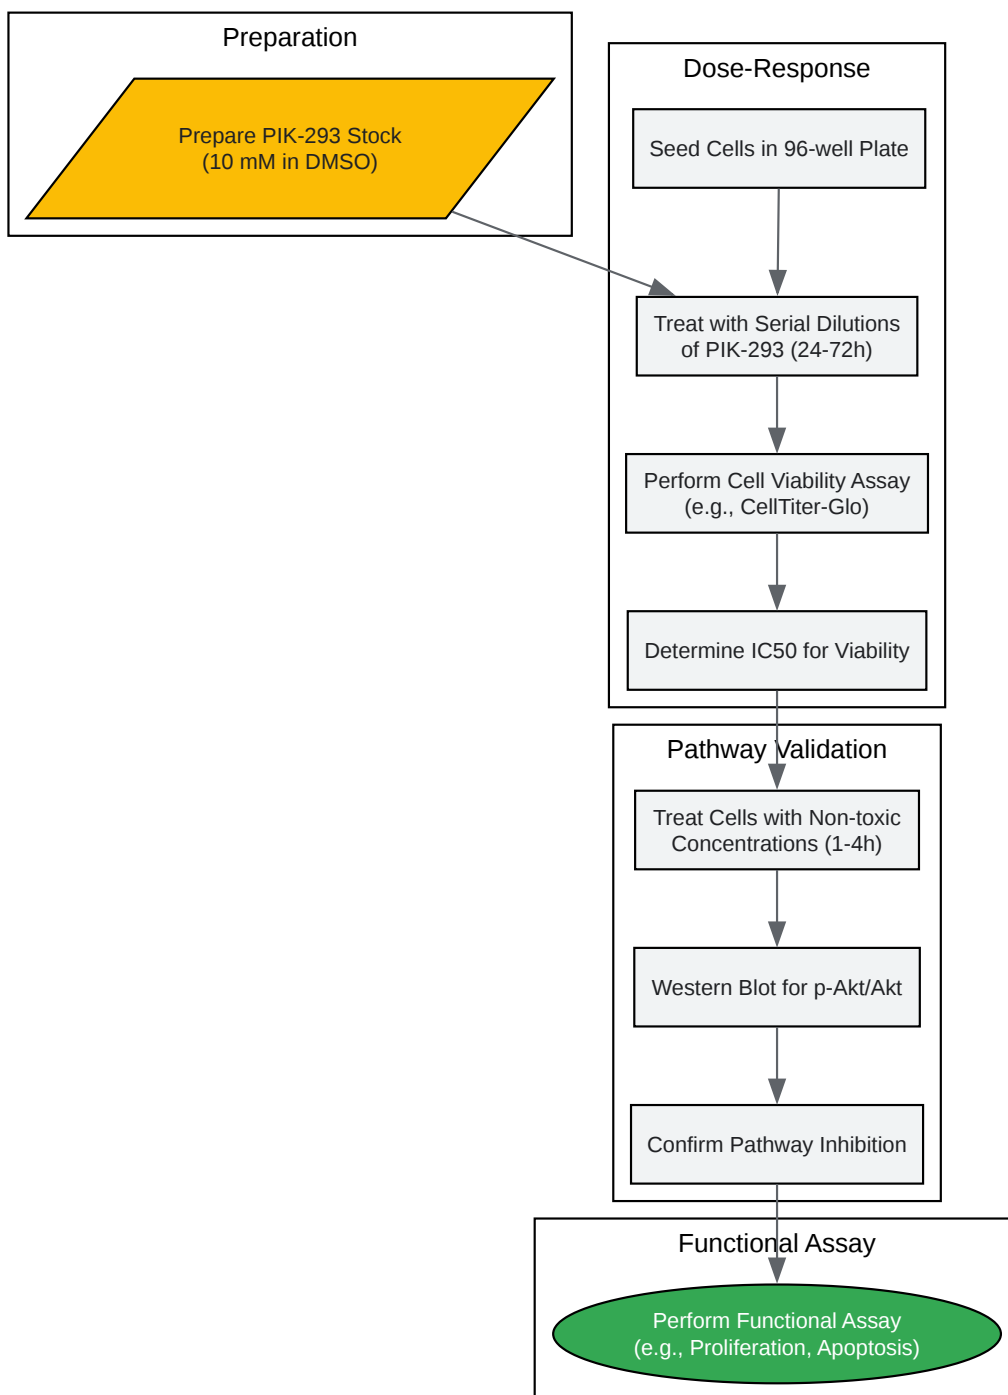 Preparation
Prepare PIK-293 Stock
(10 mM in DMSO)
Dose-Response
Seed Cells in 96-well Plate
Treat with Serial Dilutions
of PIK-293 (24-72h)
Perform Cell Viability Assay
(e.g., CellTiter-Glo)
Determine IC50 for Viability
Pathway Validation
Treat Cells with Non-toxic
Concentrations (1-4h)
Western Blot for p-Akt/Akt
Confirm Pathway Inhibition
Functional Assay
Perform Functional Assay
(e.g., Proliferation, Apoptosis)